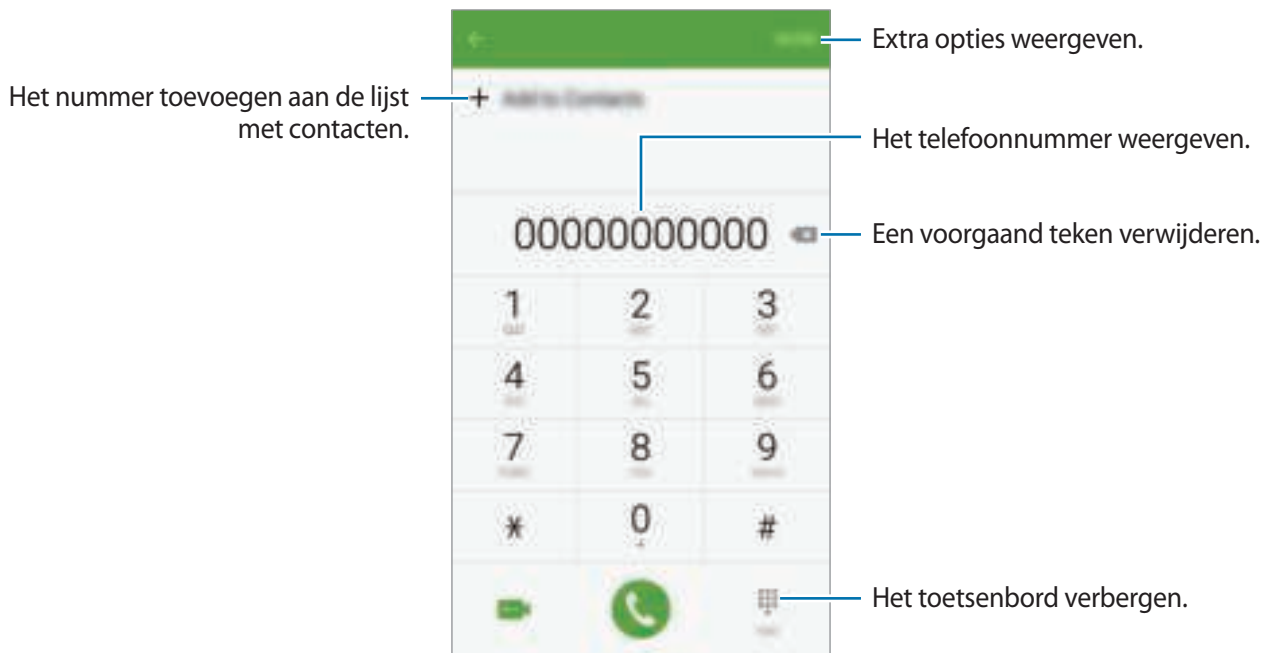 Extra opties weergeven.
Het nummer toevoegen aan de lijst
met contacten.
Add to Contacts
Het telefoonnummer weergeven.
00000000000
Een voorgaand teken verwijderen.
1 2 3
4 5 6
7 8 9
* 0 #
+
Het toetsenbord verbergen.